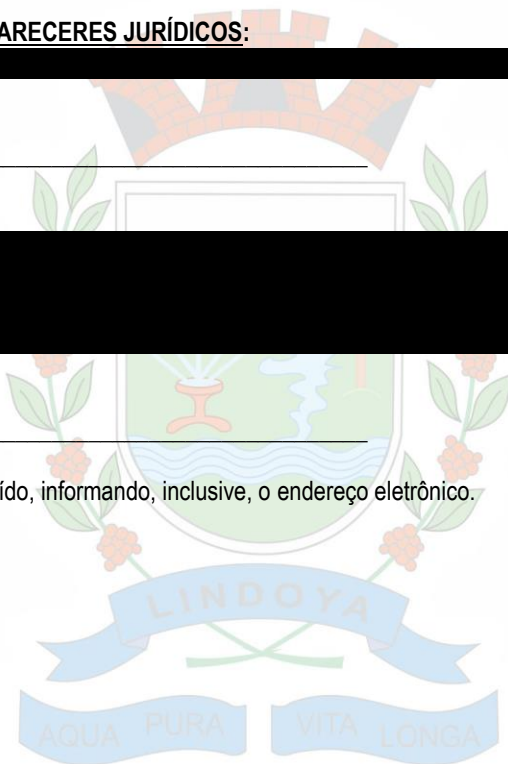 ARECERES JURÍDICOS:
ído, informando, inclusive, o endereço eletrônico.
LINDOYA
AQUA PURA VITA LONGA